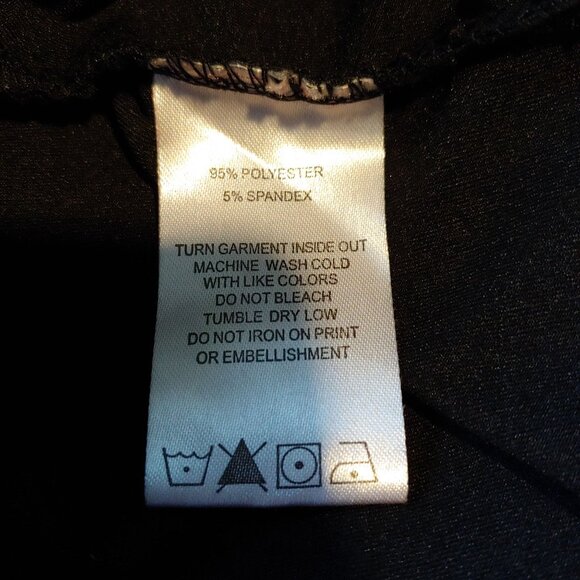 95% POLYESTER
5% SPANDEX
TURN GARMENT INSIDE OUT
MACHINE WASH COLD
WITH LIKE COLORS
DO NOT BLEACH
TUMBLE DRY LOW
DO NOT IRON ON PRINT
OR EMBELLISHMENT